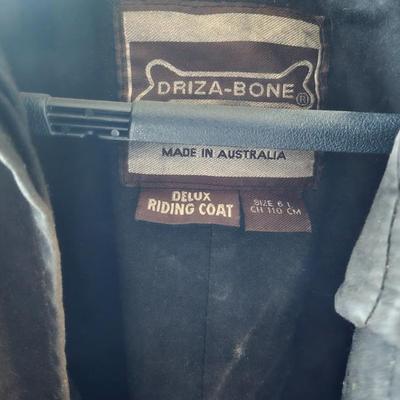 DRIZA-BONE®
MADE IN AUSTRALIA
DELUX
RIDING COAT
SIZE 6 L
CH 110 CM